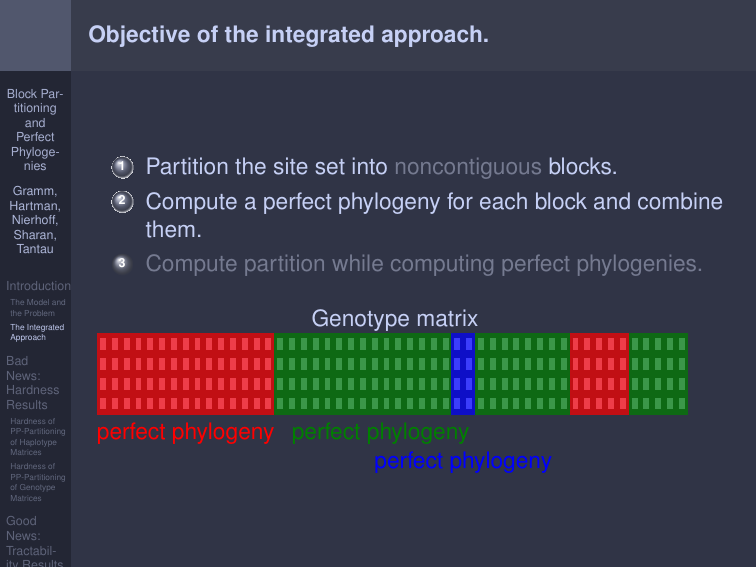 Objective of the integrated approach.
Block Par-
titioning
and
Perfect
Phyloge-
nies
Gramm,
Hartman,
Nierhoff,
Sharan,
Tantau
Introduction
The Model and
the Problem
The Integrated
Approach
Bad
News:
Hardness
Results
Hardness of
PP-Partitioning
of Haplotype
Matrices
Hardness of
PP-Partitioning
of Genotype
Matrices
Good
News:
Tractabil-
ity Results
1 Partition the site set into noncontiguous blocks.
2 Compute a perfect phylogeny for each block and combine
them.
3 Compute partition while computing perfect phylogenies.
Genotype matrix
perfect phylogeny perfect phylogeny
perfect phylogeny